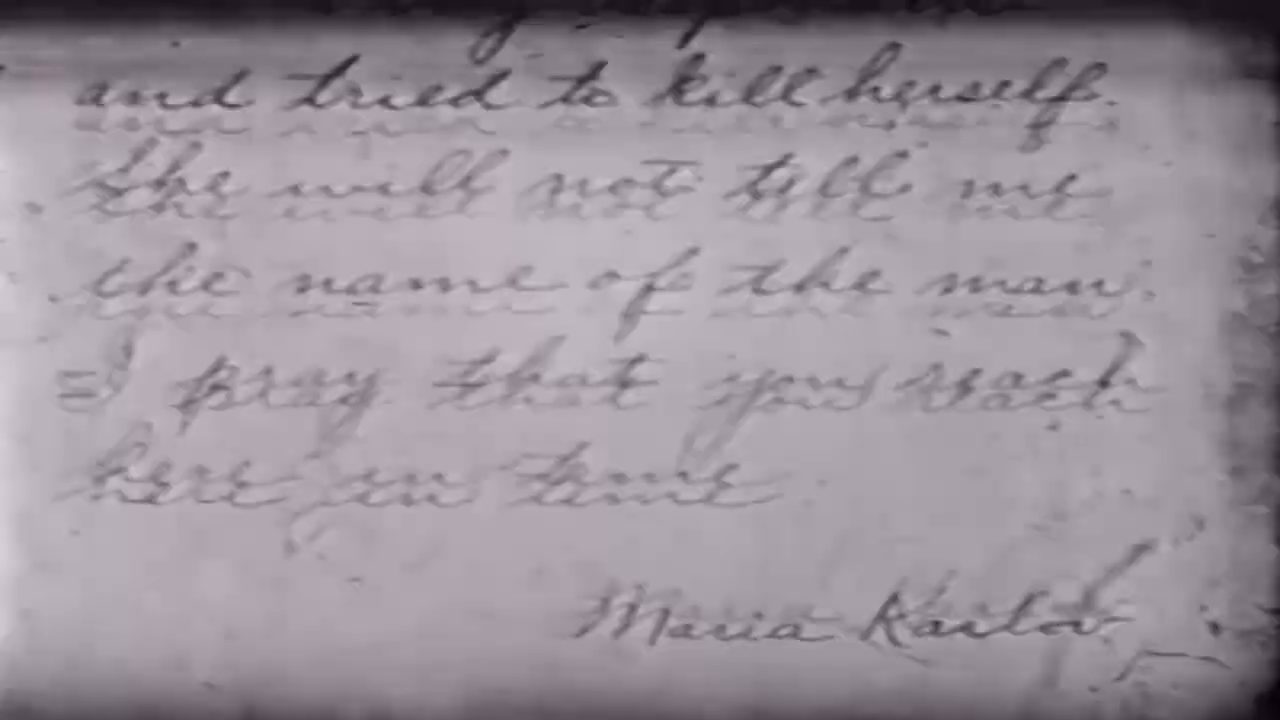 and tried to kill herself.
She will not tell me
the name of the man.
I pray that you reach
here in time
Maria Karlov